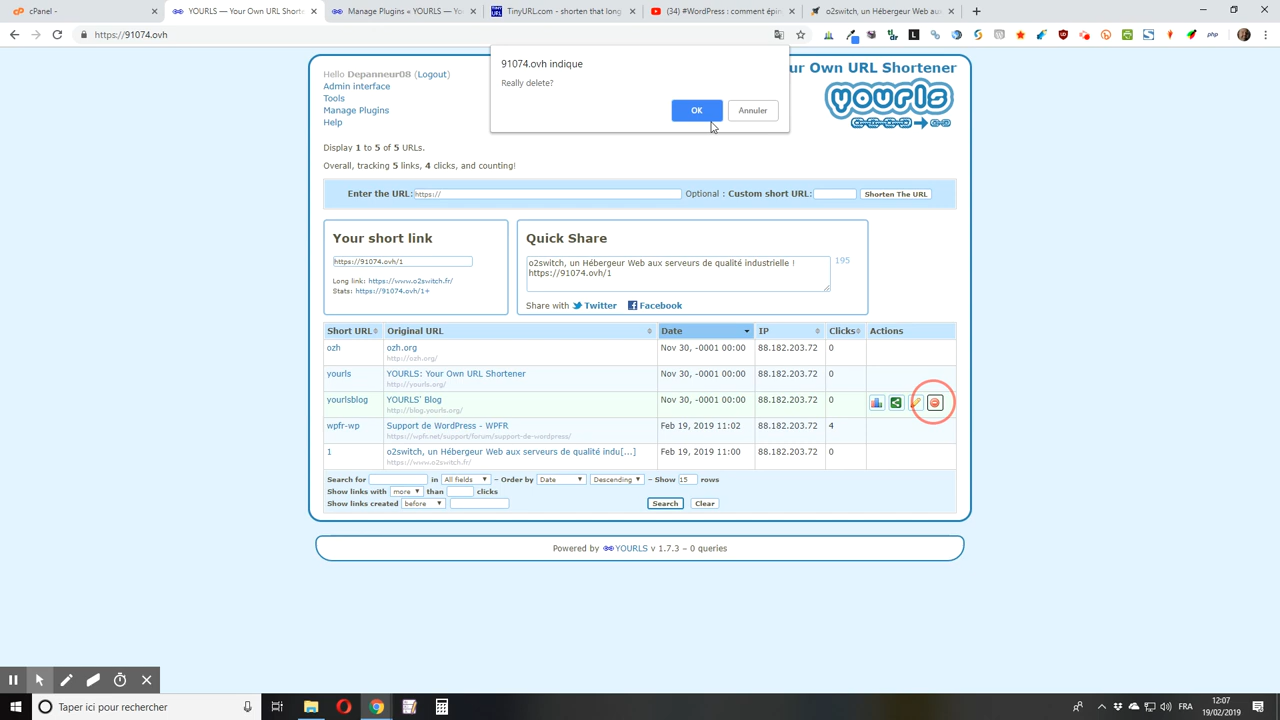 cPanel -
YOURLS — Your Own URL Shorte
Manage Plugins — YOURLS — Yo
TinyURL.com - shorten that long
(34) #WordPress : comment épin
o2switch, un Hébergeur Web aux
https://91074.ovh
91074.ovh indique
Really delete?
OK
Annuler
Hello Depanneur08 (Logout)
Admin interface
Tools
Manage Plugins
Help
ur Own URL Shortener
yourls
Display 1 to 5 of 5 URLs.
Overall, tracking 5 links, 4 clicks, and counting!
Enter the URL: https:// Optional : Custom short URL: Shorten The URL
Your short link
https://91074.ovh/1
Long link: https://www.o2switch.fr/
Stats: https://91074.ovh/1+
Quick Share
o2switch, un Hébergeur Web aux serveurs de qualité industrielle !
https://91074.ovh/1
195
Share with Twitter Facebook
Short URL Original URL Date IP Clicks Actions
ozh ozh.org Nov 30, -0001 00:00 88.182.203.72 0
http://ozh.org/
yourls YOURLS: Your Own URL Shortener Nov 30, -0001 00:00 88.182.203.72 0
http://yourls.org/
yourlsblog YOURLS' Blog Nov 30, -0001 00:00 88.182.203.72 0
http://blog.yourls.org/
wpfr-wp Support de WordPress - WPFR Feb 19, 2019 11:02 88.182.203.72 4
https://wpfr.net/support/forum/support-de-wordpress/
1 o2switch, un Hébergeur Web aux serveurs de qualité indu[...] Feb 19, 2019 11:00 88.182.203.72 0
https://www.o2switch.fr/
Search for in All fields – Order by Date Descending – Show 15 rows
Show links with more than clicks
Show links created before Search Clear
Powered by YOURLS v 1.7.3 – 0 queries
Taper ici pour rechercher
FRA
12:07
19/02/2019